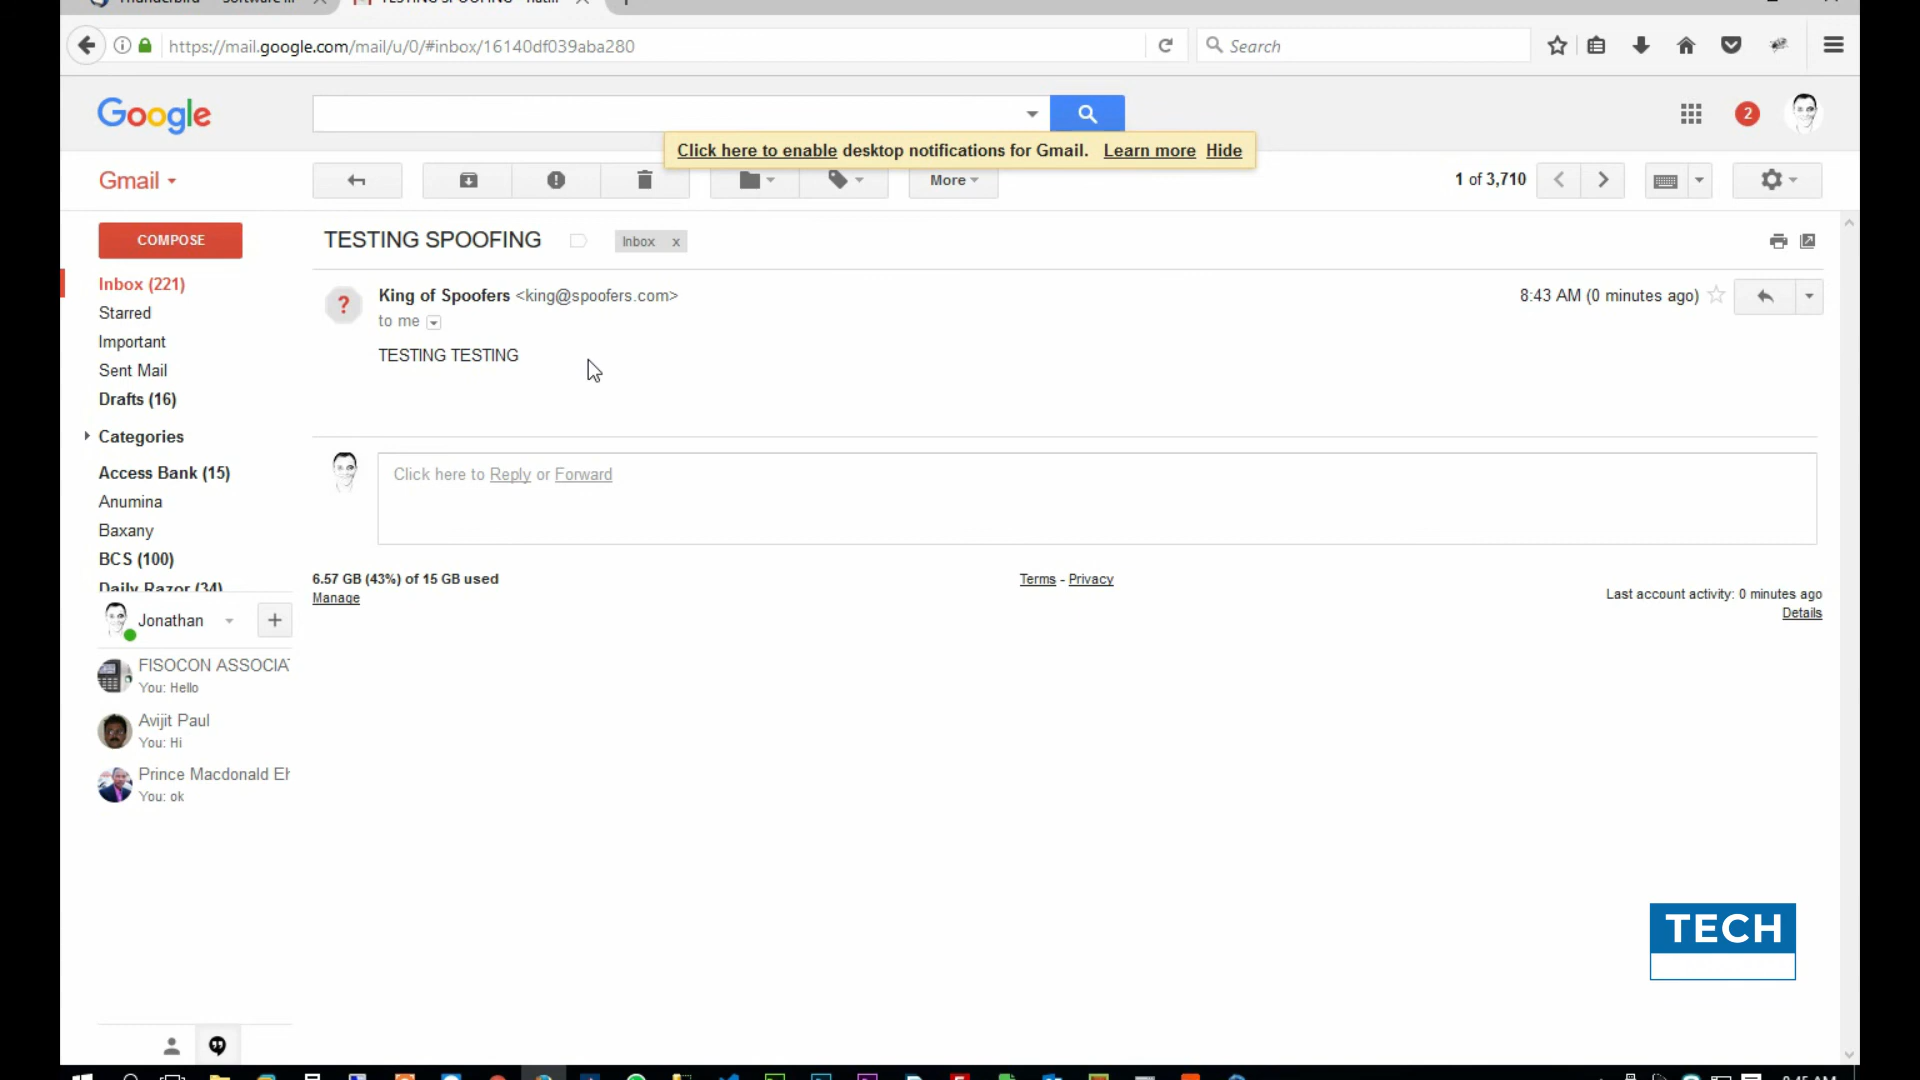 https://mail.google.com/mail/u/0/#inbox/16140df039aba280
Search
Google
2
Click here to enable desktop notifications for Gmail. Learn more Hide
Gmail
More
1 of 3,710
COMPOSE
TESTING SPOOFING
Inbox x
Inbox (221)
Starred
Important
Sent Mail
Drafts (16)
Categories
Access Bank (15)
Anumina
Baxany
BCS (100)
Daily Razor (34)
? King of Spoofers <king@spoofers.com>
8:43 AM (0 minutes ago)
to me
TESTING TESTING
Click here to Reply or Forward
6.57 GB (43%) of 15 GB used
Manage
Terms - Privacy
Last account activity: 0 minutes ago
Details
Jonathan
FISOCON ASSOCIAT
You: Hello
Avijit Paul
You: Hi
Prince Macdonald Eh
You: ok
TECH